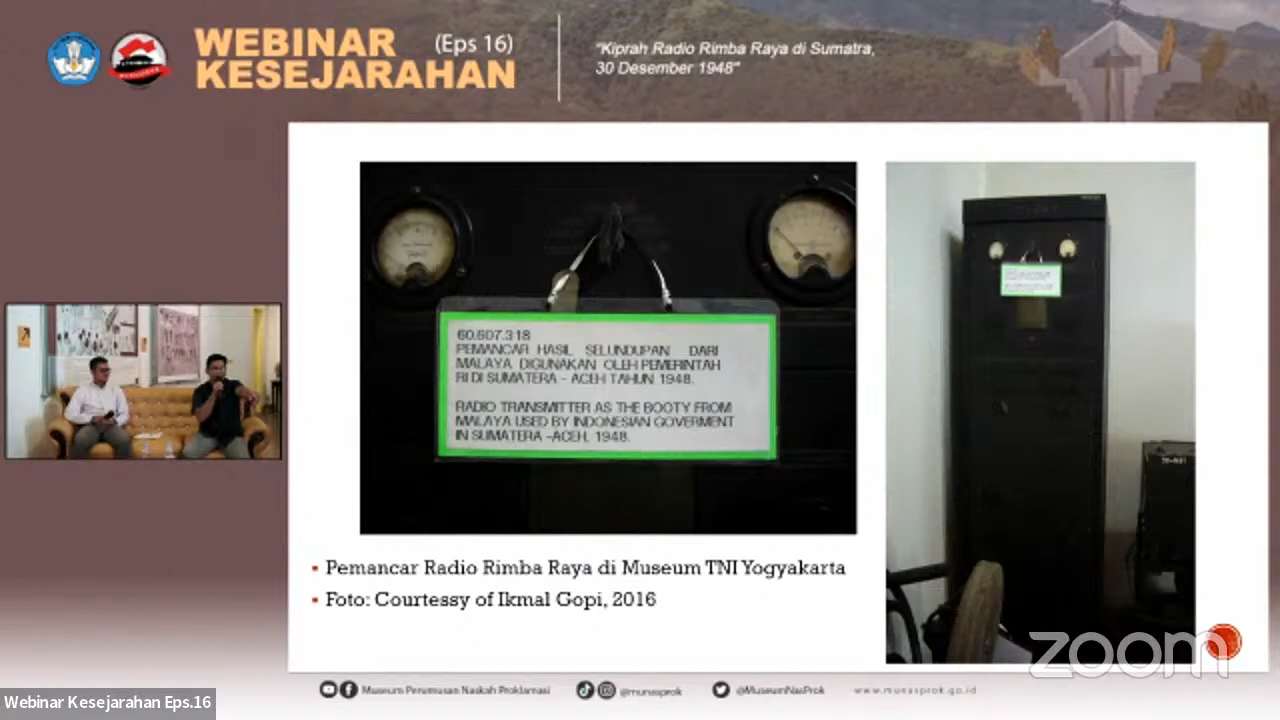 WEBINAR (Eps 16)
KESEJARAHAN
"Kiprah Radio Rimba Raya di Sumatra,
30 Desember 1948"
60.607.318
PEMANCAR HASIL SELUNDUPAN DARI
MALAYA DIGUNAKAN OLEH PEMERINTAH
RI DI SUMATERA - ACEH TAHUN 1948.
RADIO TRANSMITTER AS THE BOOTY FROM
MALAYA USED BY INDONESIAN GOVERMENT
IN SUMATERA -ACEH, 1948.
▪ Pemancar Radio Rimba Raya di Museum TNI Yogyakarta
▪ Foto: Courtessy of Ikmal Gopi, 2016
zoom
Museum Perumusan Naskah Proklamasi @munasprok @MuseumNasProk www.munasprok.go.id
Webinar Kesejarahan Eps.16